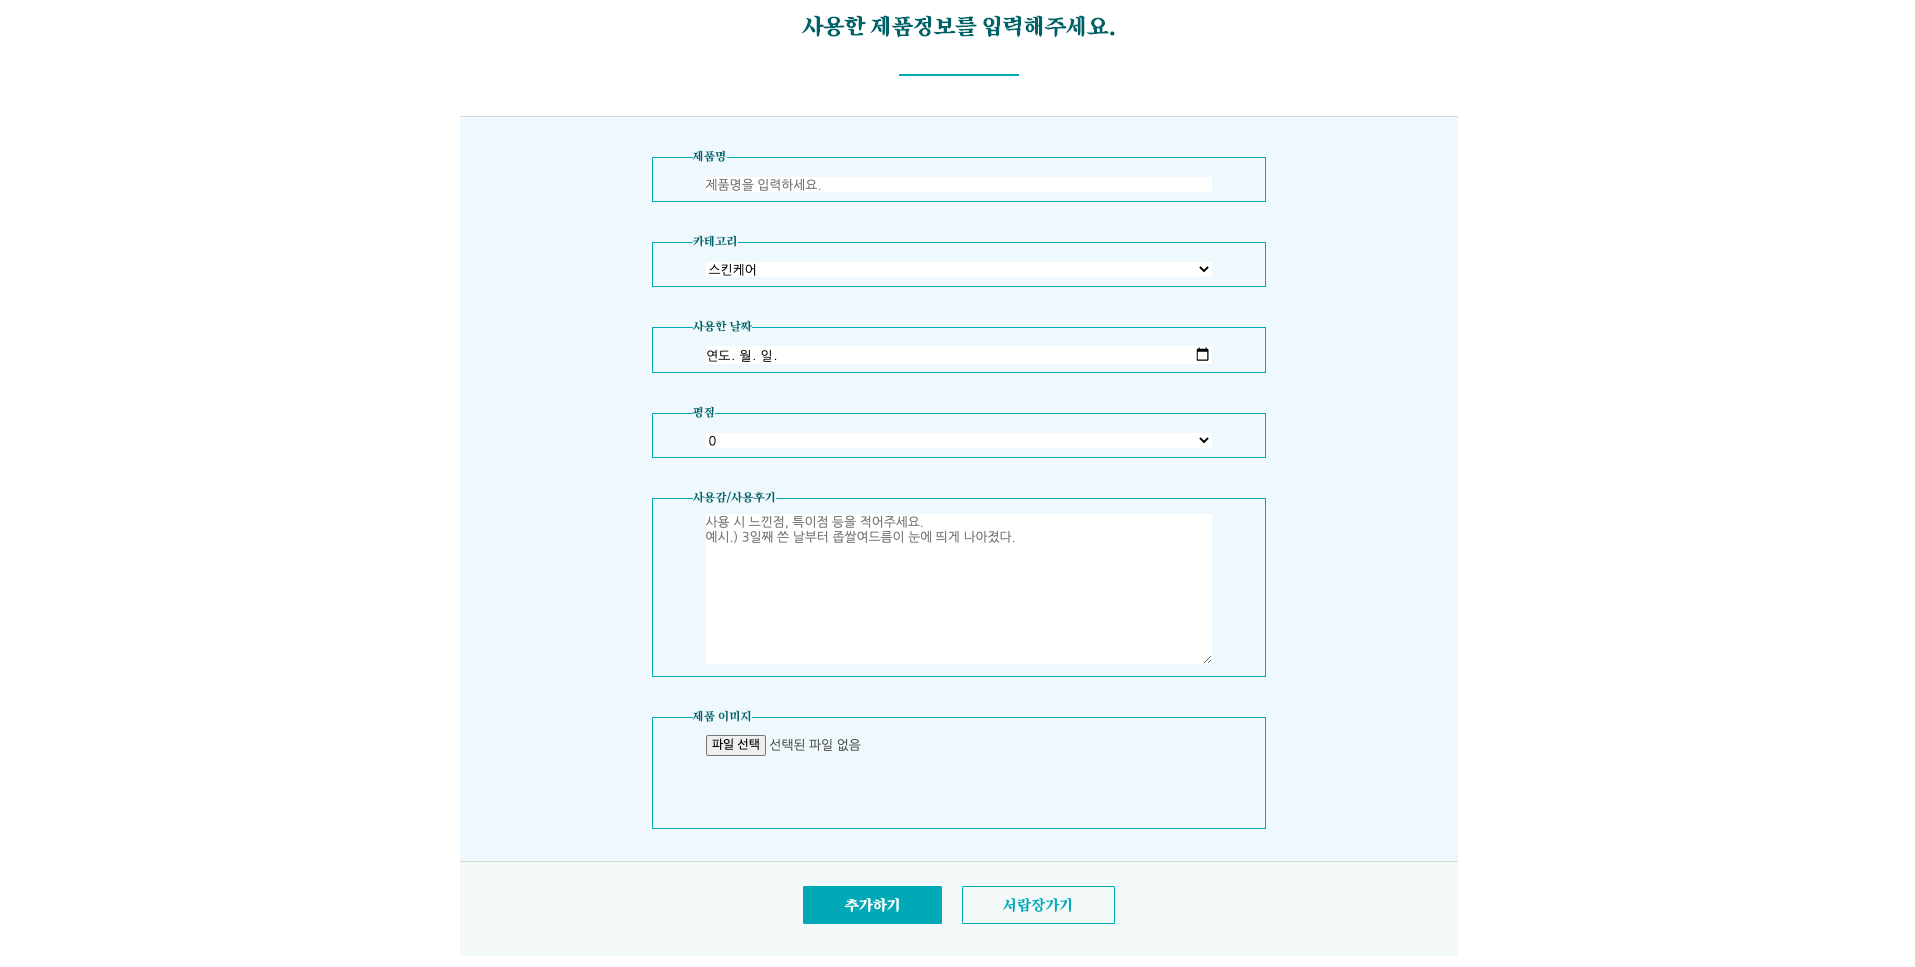 사용한 제품정보를 입력해주세요.
제품명
제품명을 입력하세요.
카테고리
스킨케어
사용한 날짜
연도. 월. 일.
평점
0
사용감/사용후기
사용 시 느낀점, 특이점 등을 적어주세요.
예시.) 3일째 쓴 날부터 좁쌀여드름이 눈에 띄게 나아졌다.
제품 이미지
파일 선택 선택된 파일 없음
추가하기 서랍장가기